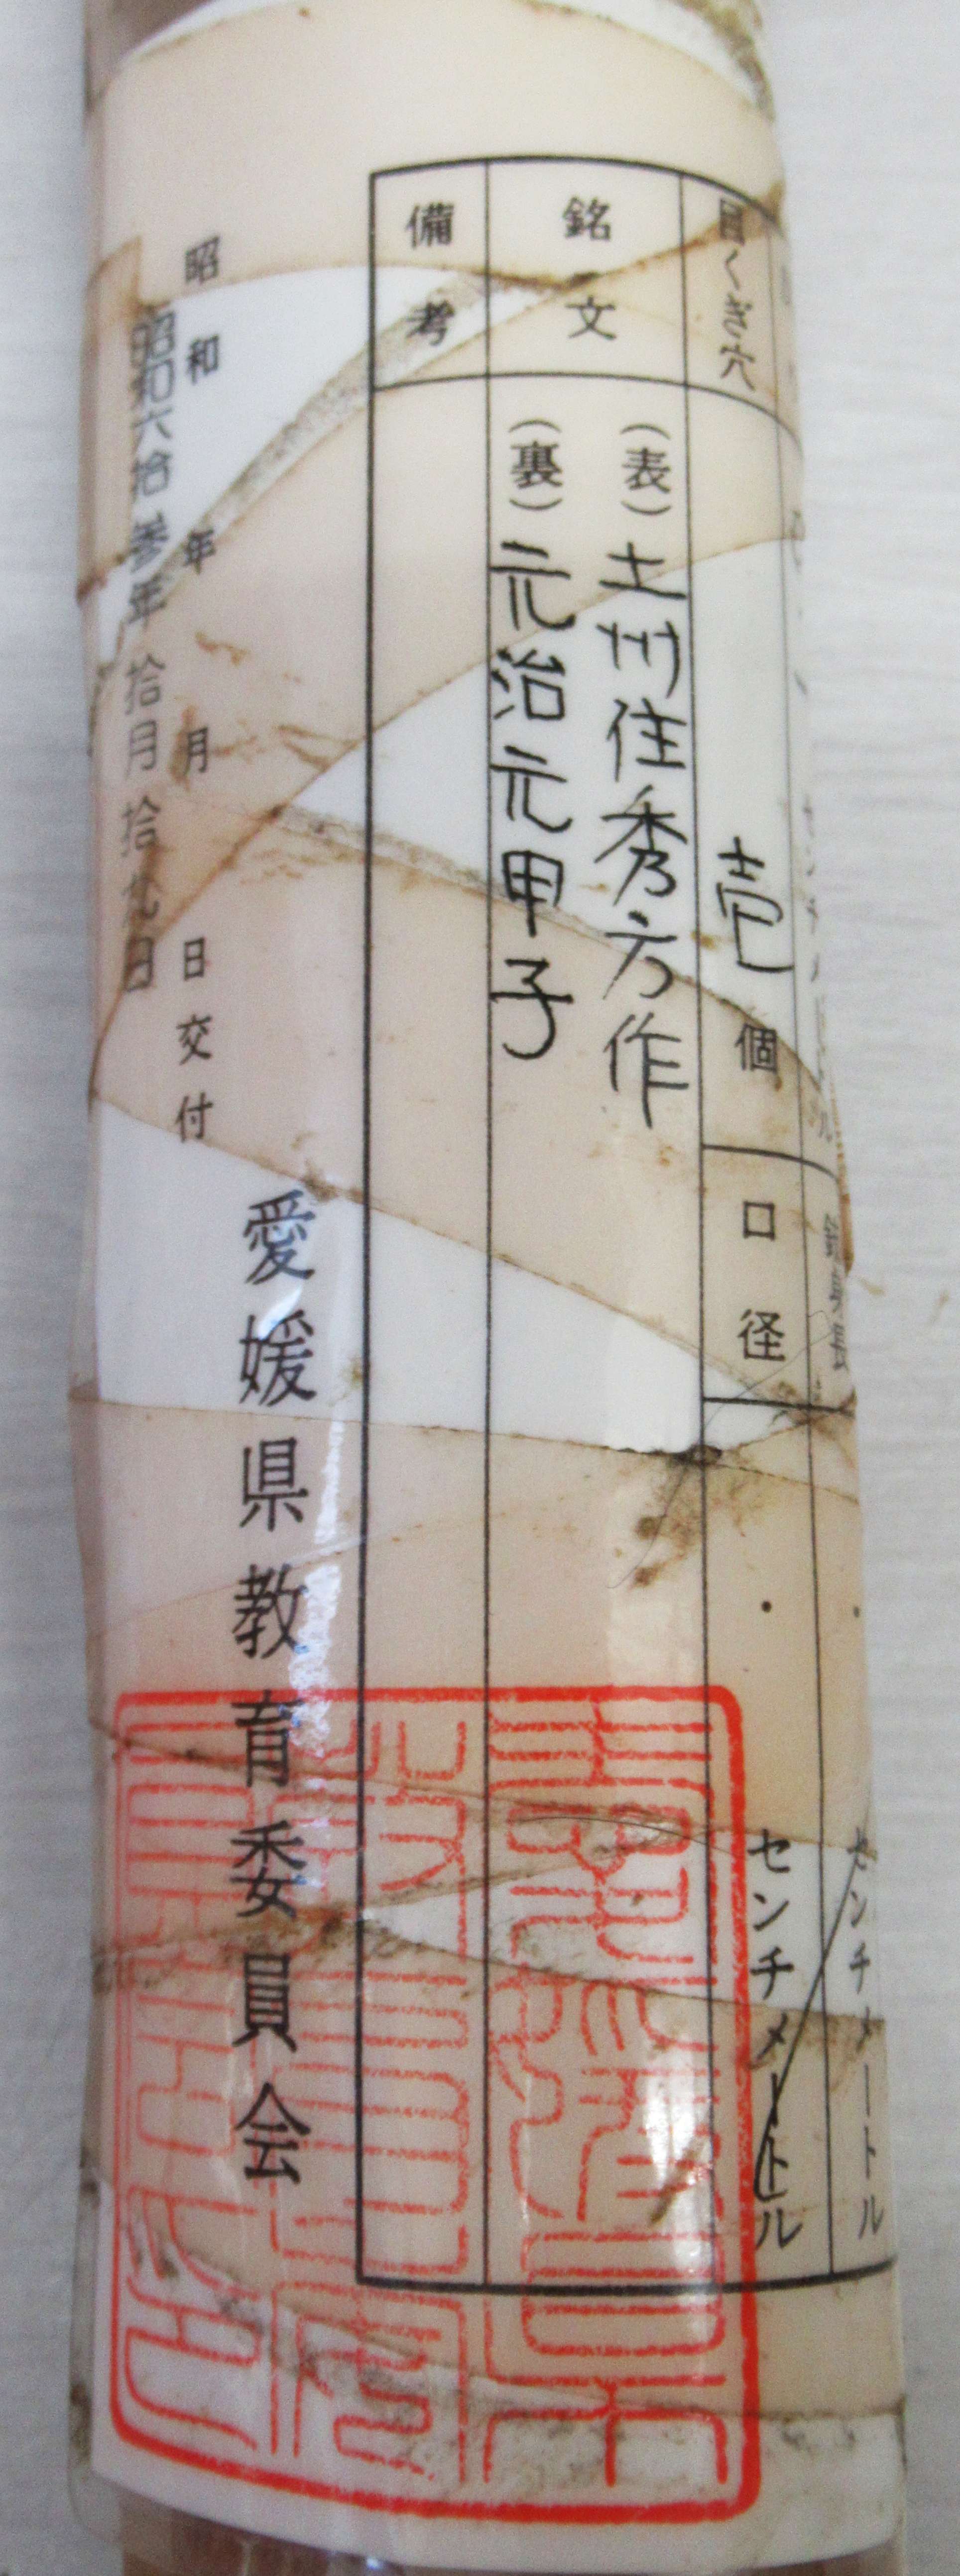 センチメートル
目くぎ穴 壱個 口径 ・ センチメートル
銘文 (表)土州住秀方作
(裏)元治元甲子
備考
愛媛県教育委員会
昭和 年 月 日交付
昭和六拾参年拾月拾九日